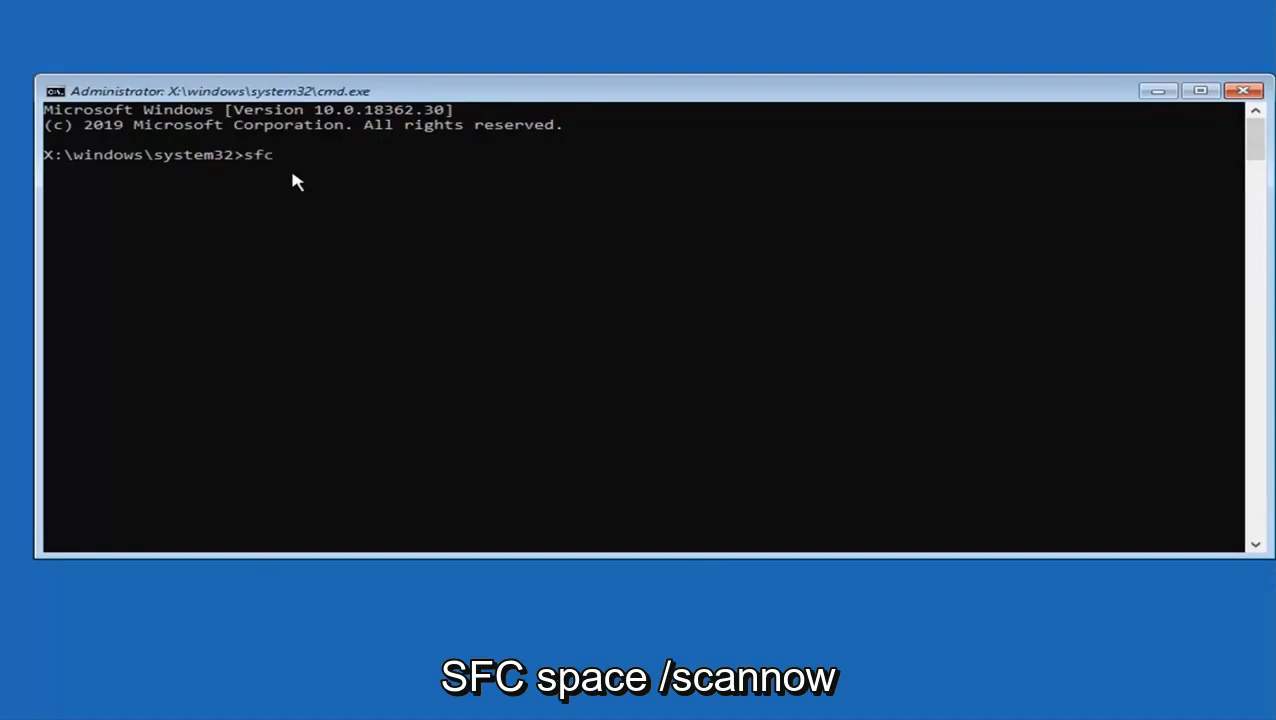 Administrator: X:\windows\system32\cmd.exe
Microsoft Windows [Version 10.0.18362.30]
(c) 2019 Microsoft Corporation. All rights reserved.
X:\windows\system32>sfc
SFC space /scannow